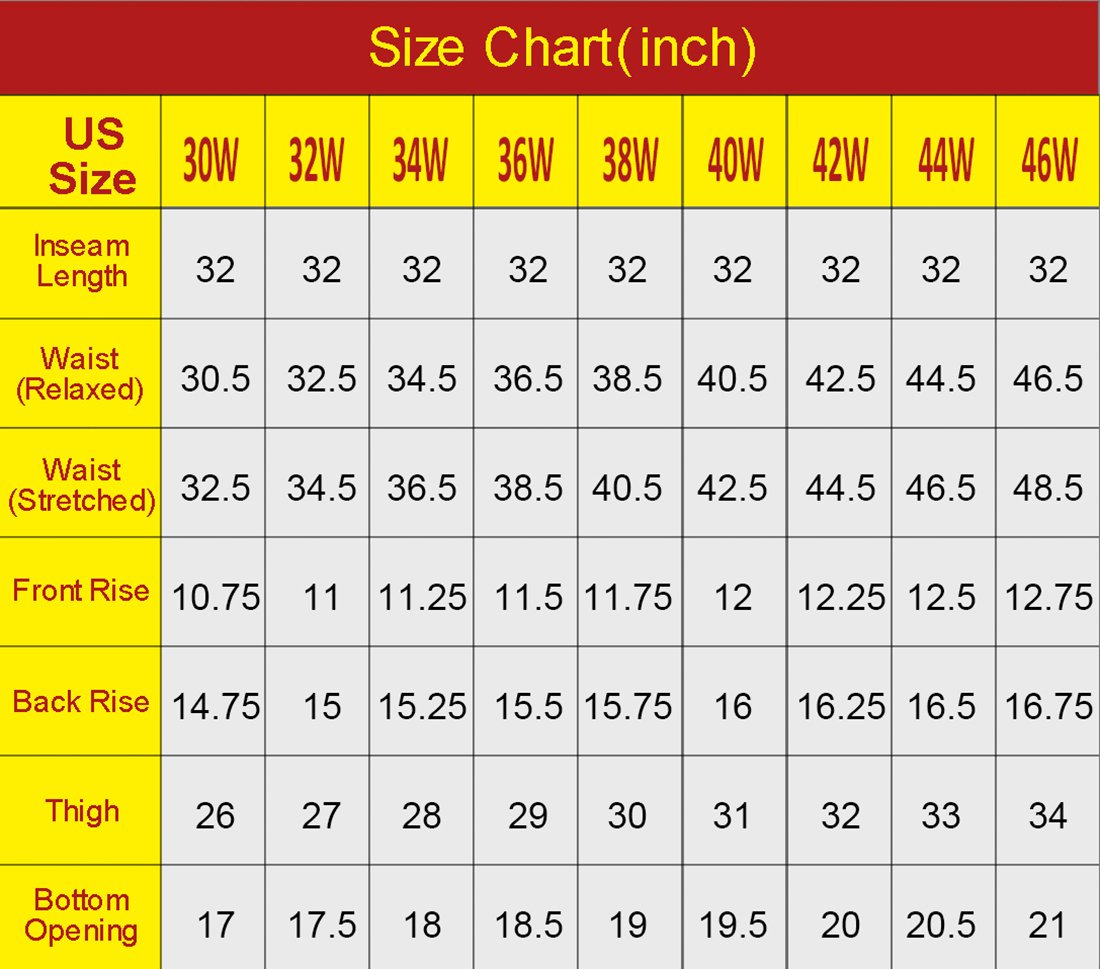 Size Chart(inch)
US Size 30W 32W 34W 36W 38W 40W 42W 44W 46W
Inseam Length 32 32 32 32 32 32 32 32 32
Waist (Relaxed) 30.5 32.5 34.5 36.5 38.5 40.5 42.5 44.5 46.5
Waist (Stretched) 32.5 34.5 36.5 38.5 40.5 42.5 44.5 46.5 48.5
Front Rise 10.75 11 11.25 11.5 11.75 12 12.25 12.5 12.75
Back Rise 14.75 15 15.25 15.5 15.75 16 16.25 16.5 16.75
Thigh 26 27 28 29 30 31 32 33 34
Bottom Opening 17 17.5 18 18.5 19 19.5 20 20.5 21